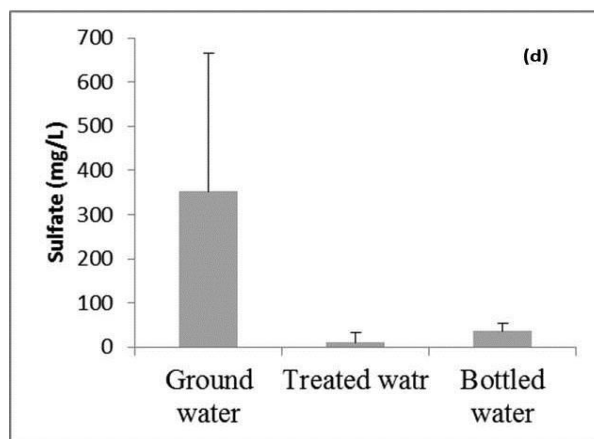 (d)
Sulfate (mg/L)
700
600
500
400
300
200
100
0
Ground water
Treated watr
Bottled water